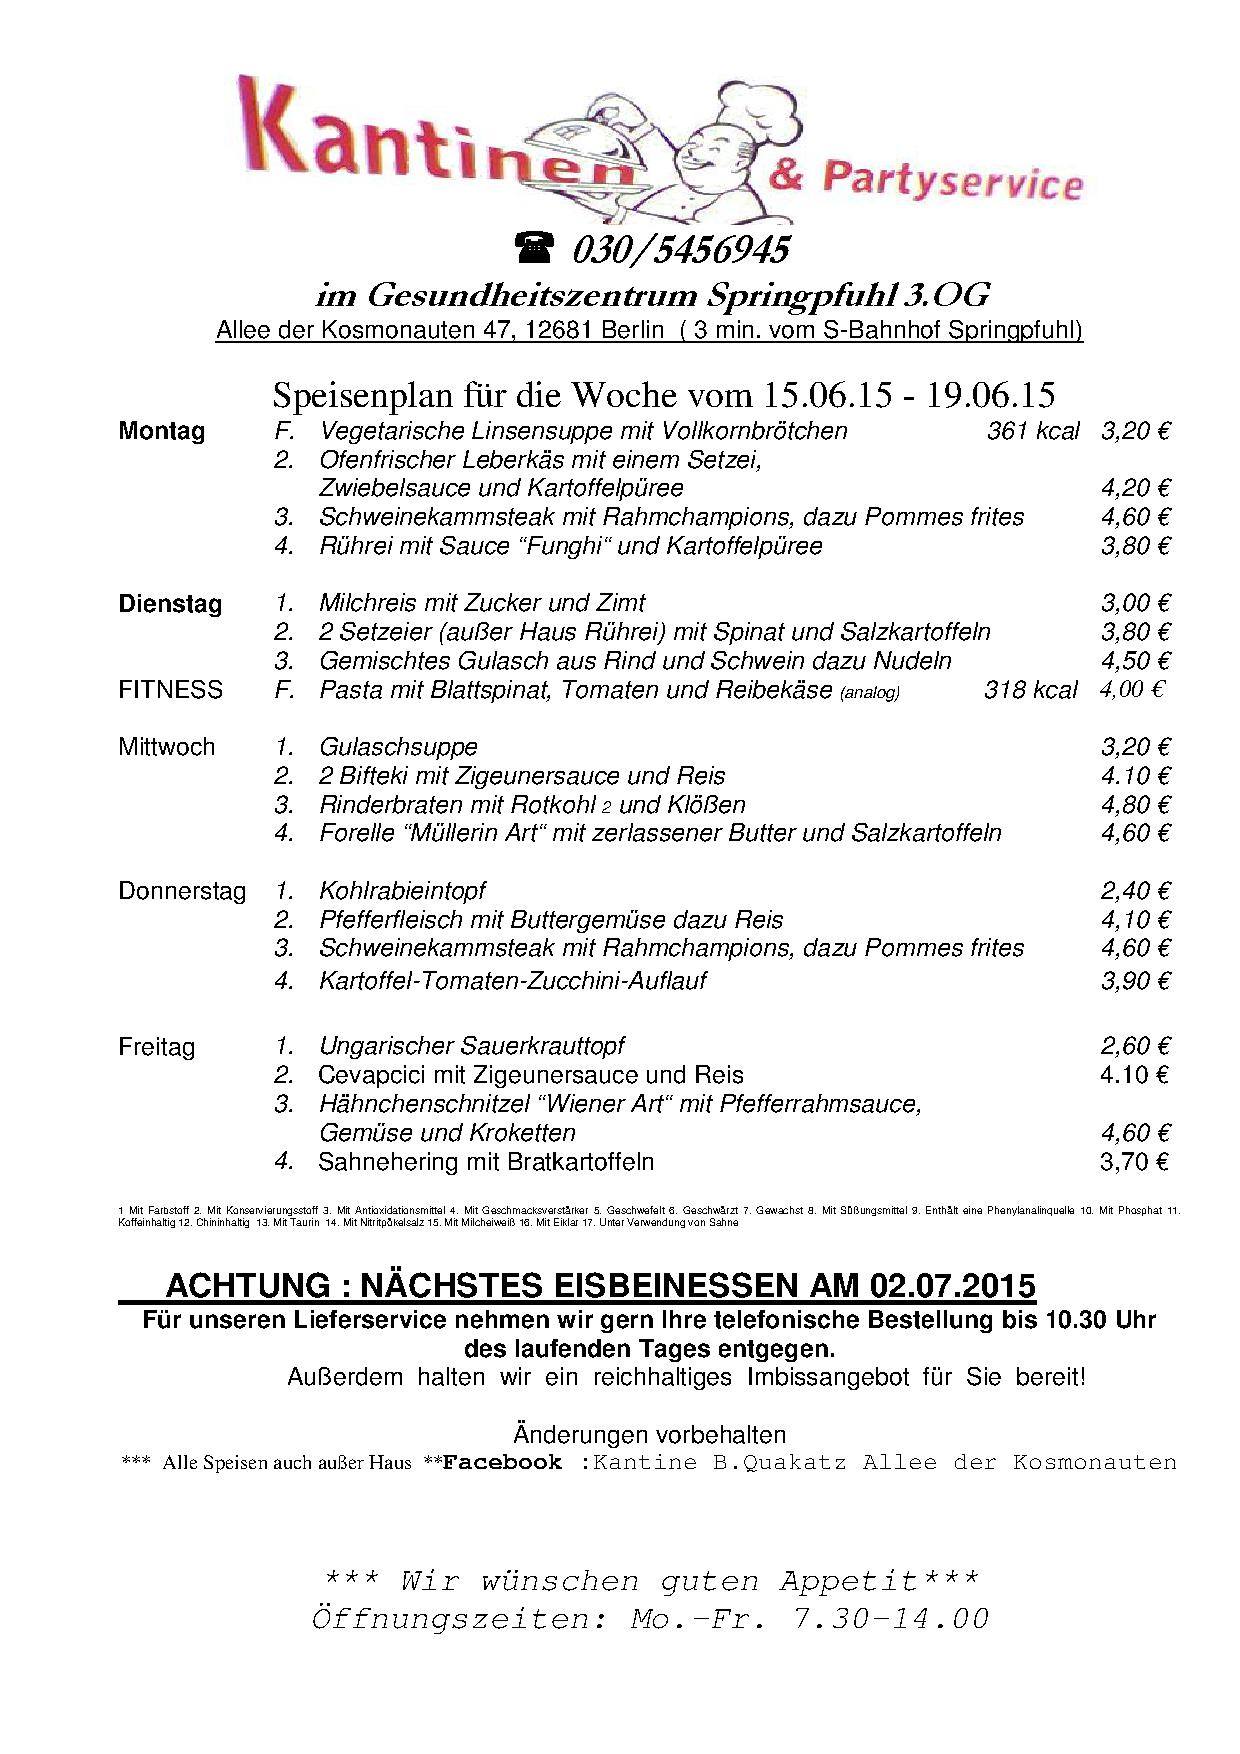 Kantinen & Partyservice
☎ 030/5456945
im Gesundheitszentrum Springpfuhl 3.OG
Allee der Kosmonauten 47, 12681 Berlin ( 3 min. vom S-Bahnhof Springpfuhl)
Speisenplan für die Woche vom 15.06.15 - 19.06.15
Montag F. Vegetarische Linsensuppe mit Vollkornbrötchen 361 kcal 3,20 €
2. Ofenfrischer Leberkäs mit einem Setzei,
Zwiebelsauce und Kartoffelpüree 4,20 €
3. Schweinekammsteak mit Rahmchampions, dazu Pommes frites 4,60 €
4. Rührei mit Sauce “Funghi“ und Kartoffelpüree 3,80 €
Dienstag 1. Milchreis mit Zucker und Zimt 3,00 €
2. 2 Setzeier (außer Haus Rührei) mit Spinat und Salzkartoffeln 3,80 €
3. Gemischtes Gulasch aus Rind und Schwein dazu Nudeln 4,50 €
FITNESS F. Pasta mit Blattspinat, Tomaten und Reibekäse (analog) 318 kcal 4,00 €
Mittwoch 1. Gulaschsuppe 3,20 €
2. 2 Bifteki mit Zigeunersauce und Reis 4.10 €
3. Rinderbraten mit Rotkohl 2 und Klößen 4,80 €
4. Forelle “Müllerin Art“ mit zerlassener Butter und Salzkartoffeln 4,60 €
Donnerstag 1. Kohlrabieintopf 2,40 €
2. Pfefferfleisch mit Buttergemüse dazu Reis 4,10 €
3. Schweinekammsteak mit Rahmchampions, dazu Pommes frites 4,60 €
4. Kartoffel-Tomaten-Zucchini-Auflauf 3,90 €
Freitag 1. Ungarischer Sauerkrauttopf 2,60 €
2. Cevapcici mit Zigeunersauce und Reis 4.10 €
3. Hähnchenschnitzel “Wiener Art“ mit Pfefferrahmsauce,
Gemüse und Kroketten 4,60 €
4. Sahnehering mit Bratkartoffeln 3,70 €
1 Mit Farbstoff 2. Mit Konservierungsstoff 3. Mit Antioxidationsmittel 4. Mit Geschmacksverstärker 5. Geschwefelt 6. Geschwärzt 7. Gewachst 8. Mit Süßungsmittel 9. Enthält eine Phenylanalinquelle 10. Mit Phosphat 11.
Koffeinhaltig 12. Chininhaltig 13. Mit Taurin 14. Mit Nitritpökelsalz 15. Mit Milcheiweiß 16. Mit Eiklar 17. Unter Verwendung von Sahne
ACHTUNG : NÄCHSTES EISBEINESSEN AM 02.07.2015
Für unseren Lieferservice nehmen wir gern Ihre telefonische Bestellung bis 10.30 Uhr
des laufenden Tages entgegen.
Außerdem halten wir ein reichhaltiges Imbissangebot für Sie bereit!
Änderungen vorbehalten
*** Alle Speisen auch außer Haus **Facebook :Kantine B.Quakatz Allee der Kosmonauten
*** Wir wünschen guten Appetit***
Öffnungszeiten: Mo.-Fr. 7.30-14.00